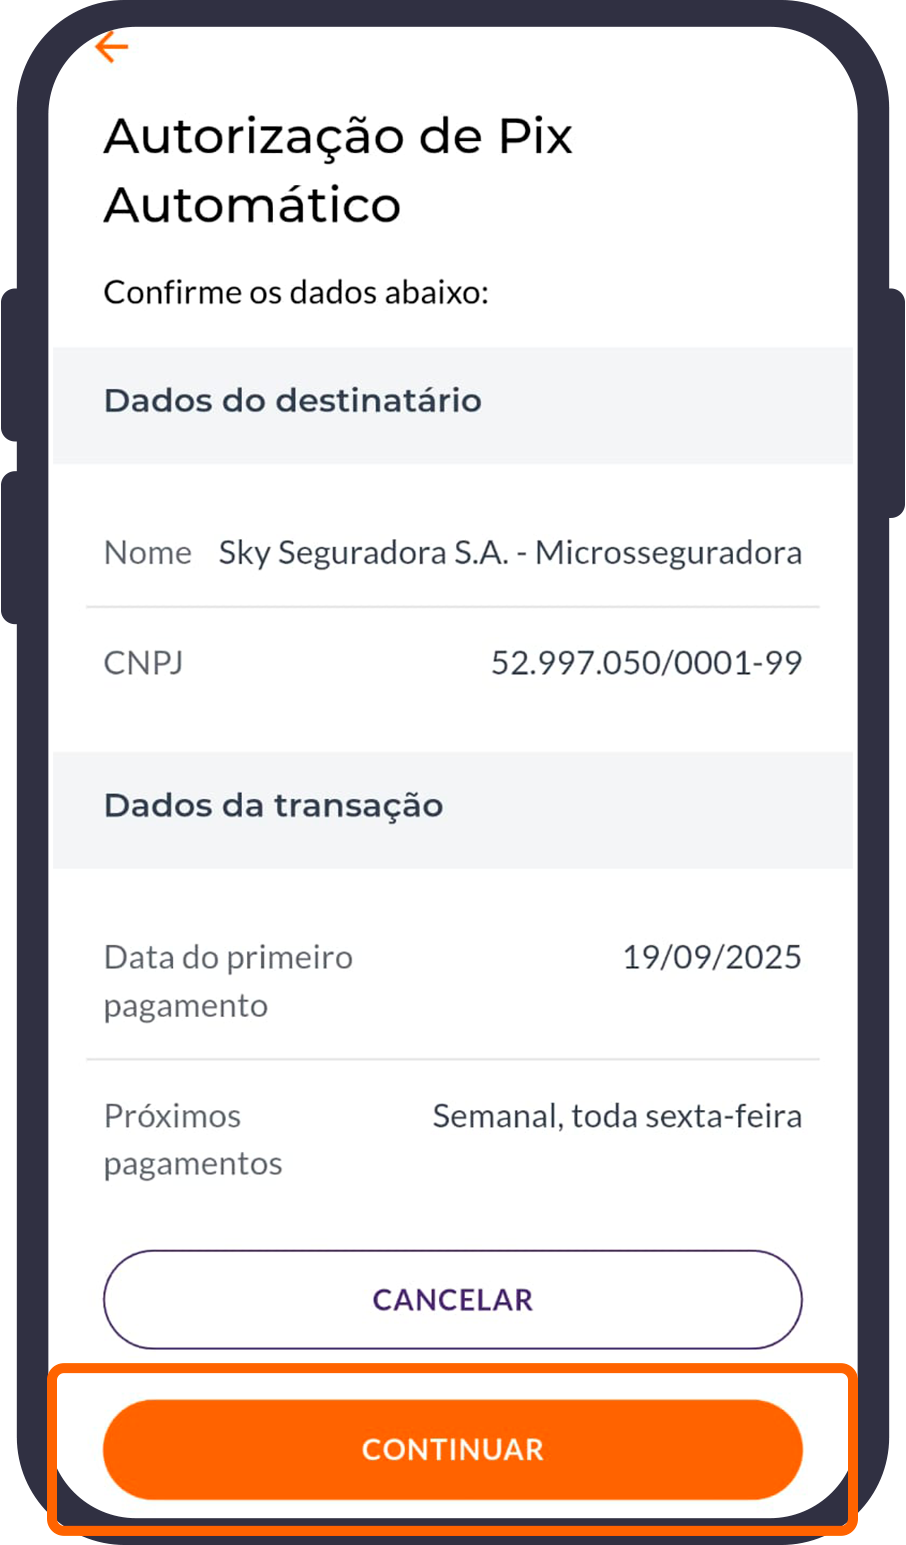 Autorização de Pix
Automático
Confirme os dados abaixo:
Dados do destinatário
Nome Sky Seguradora S.A. - Microsseguradora
CNPJ 52.997.050/0001-99
Dados da transação
Data do primeiro 19/09/2025
pagamento
Próximos Semanal, toda sexta-feira
pagamentos
CANCELAR
CONTINUAR